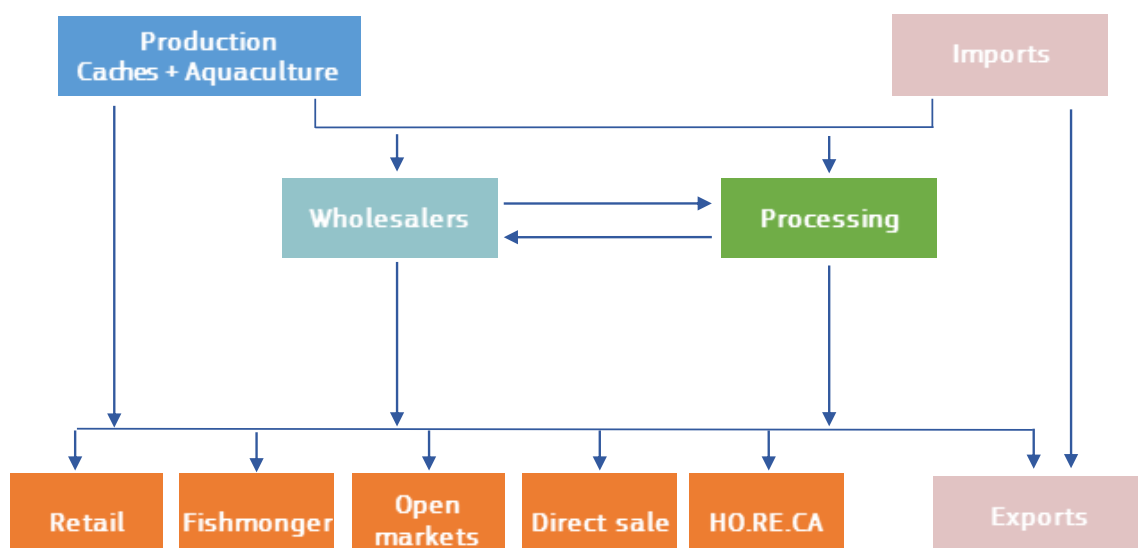 Production
Caches + Aquaculture
Imports
Wholesalers
Processing
Retail
Fishmonger
Open
markets
Direct sale
HO.RE.CA
Exports